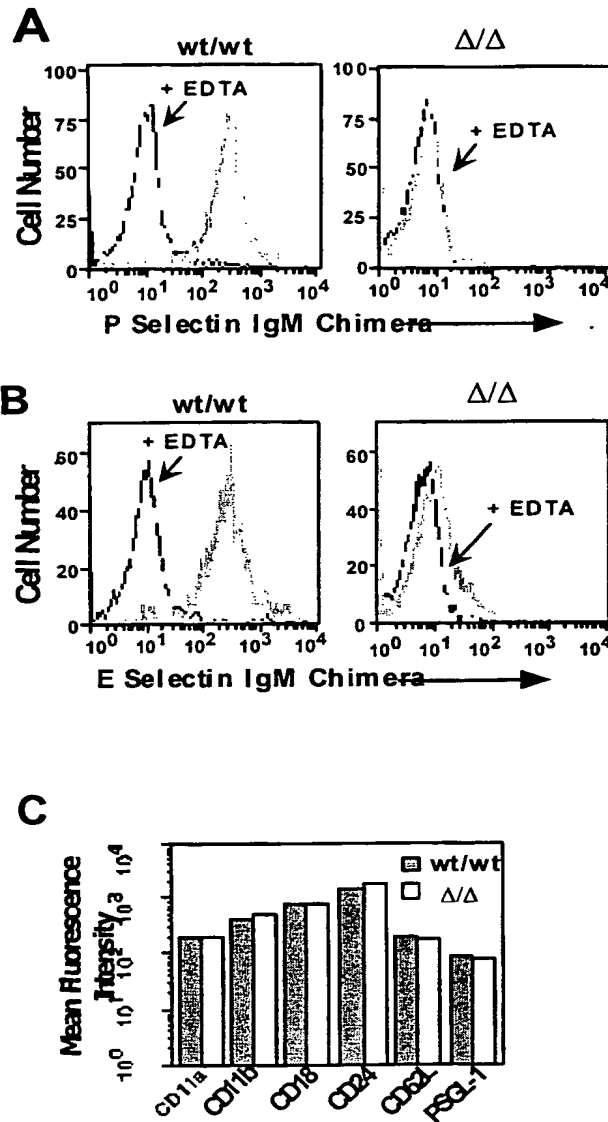 A
wt/wt
Δ/Δ
Cell Number
100
75
50
25
0
+ EDTA
10⁰ 10¹ 10² 10³ 10⁴
100
75
50
25
0
+ EDTA
10⁰ 10¹ 10² 10³ 10⁴
P Selectin IgM Chimera
B
wt/wt
Δ/Δ
Cell Number
60
40
20
0
+ EDTA
10⁰ 10¹ 10² 10³ 10⁴
60
40
20
0
+ EDTA
10⁰ 10¹ 10² 10³ 10⁴
E Selectin IgM Chimera
C
Mean Fluorescence
Intensity
10⁰ 10¹ 10² 10³ 10⁴
wt/wt
Δ/Δ
CD11a CD11b CD18 CD24 CD62L PSGL-1